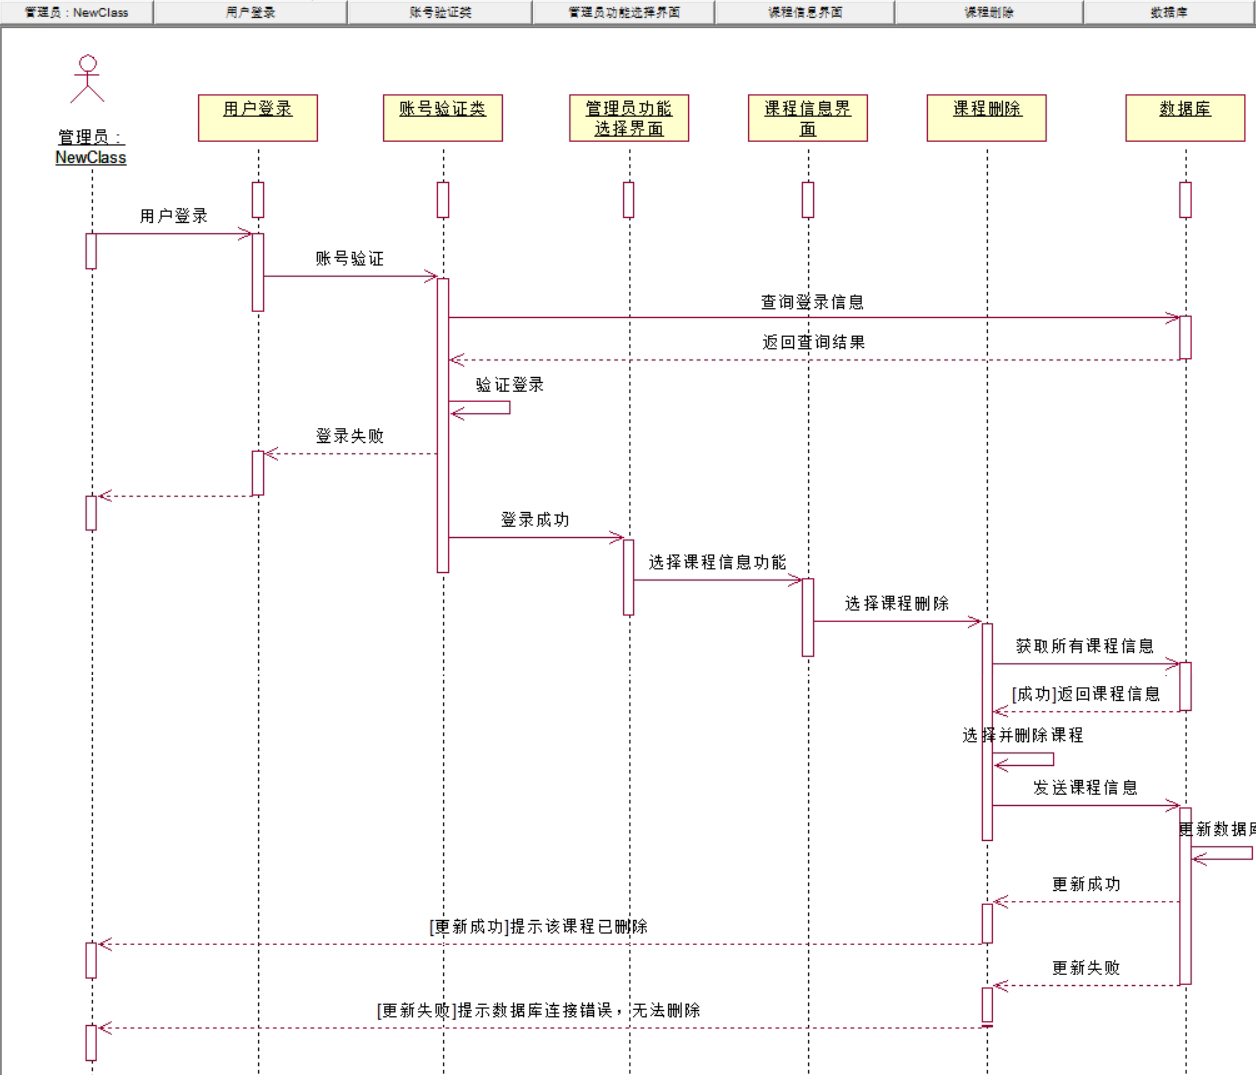 管理员：NewClass
用户登录
账号验证类
管理员功能选择界面
课程信息界面
课程删除
数据库
管理员：
NewClass
用户登录
账号验证类
管理员功能
选择界面
课程信息界
面
课程删除
数据库
用户登录
账号验证
查询登录信息
返回查询结果
验证登录
登录失败
登录成功
选择课程信息功能
选择课程删除
获取所有课程信息
[成功]返回课程信息
选择并删除课程
发送课程信息
更新数据库
更新成功
[更新成功]提示该课程已删除
更新失败
[更新失败]提示数据库连接错误，无法删除